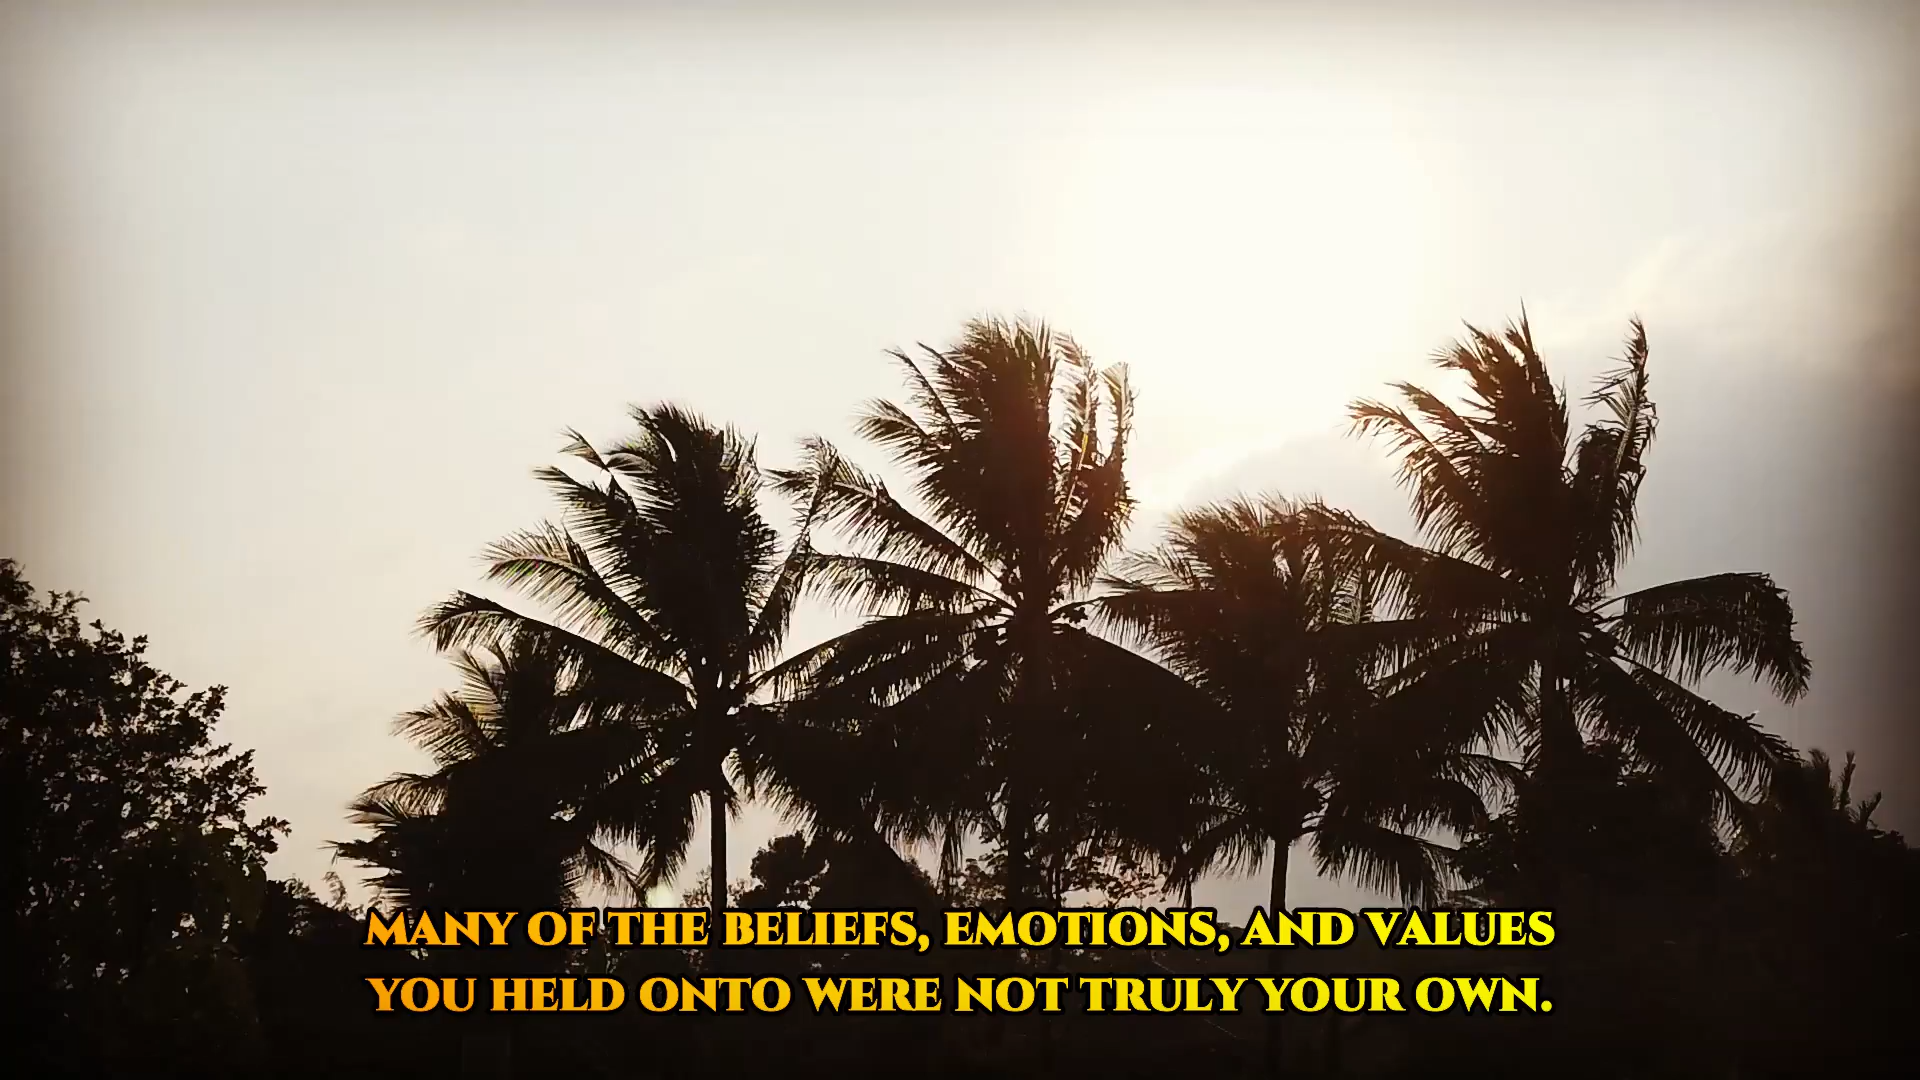 MANY OF THE BELIEFS, EMOTIONS, AND VALUES
YOU HELD ONTO WERE NOT TRULY YOUR OWN.